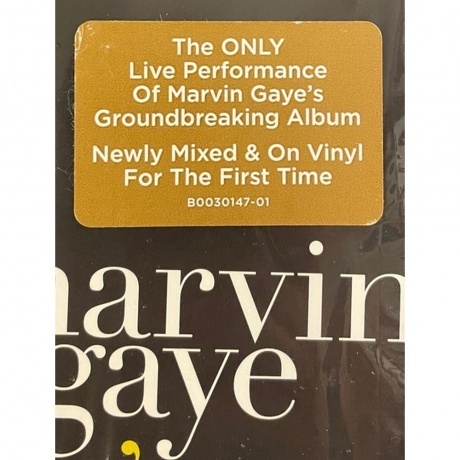 The ONLY
Live Performance
Of Marvin Gaye's
Groundbreaking Album
Newly Mixed & On Vinyl
For The First Time
B0030147-01
marvin
gaye